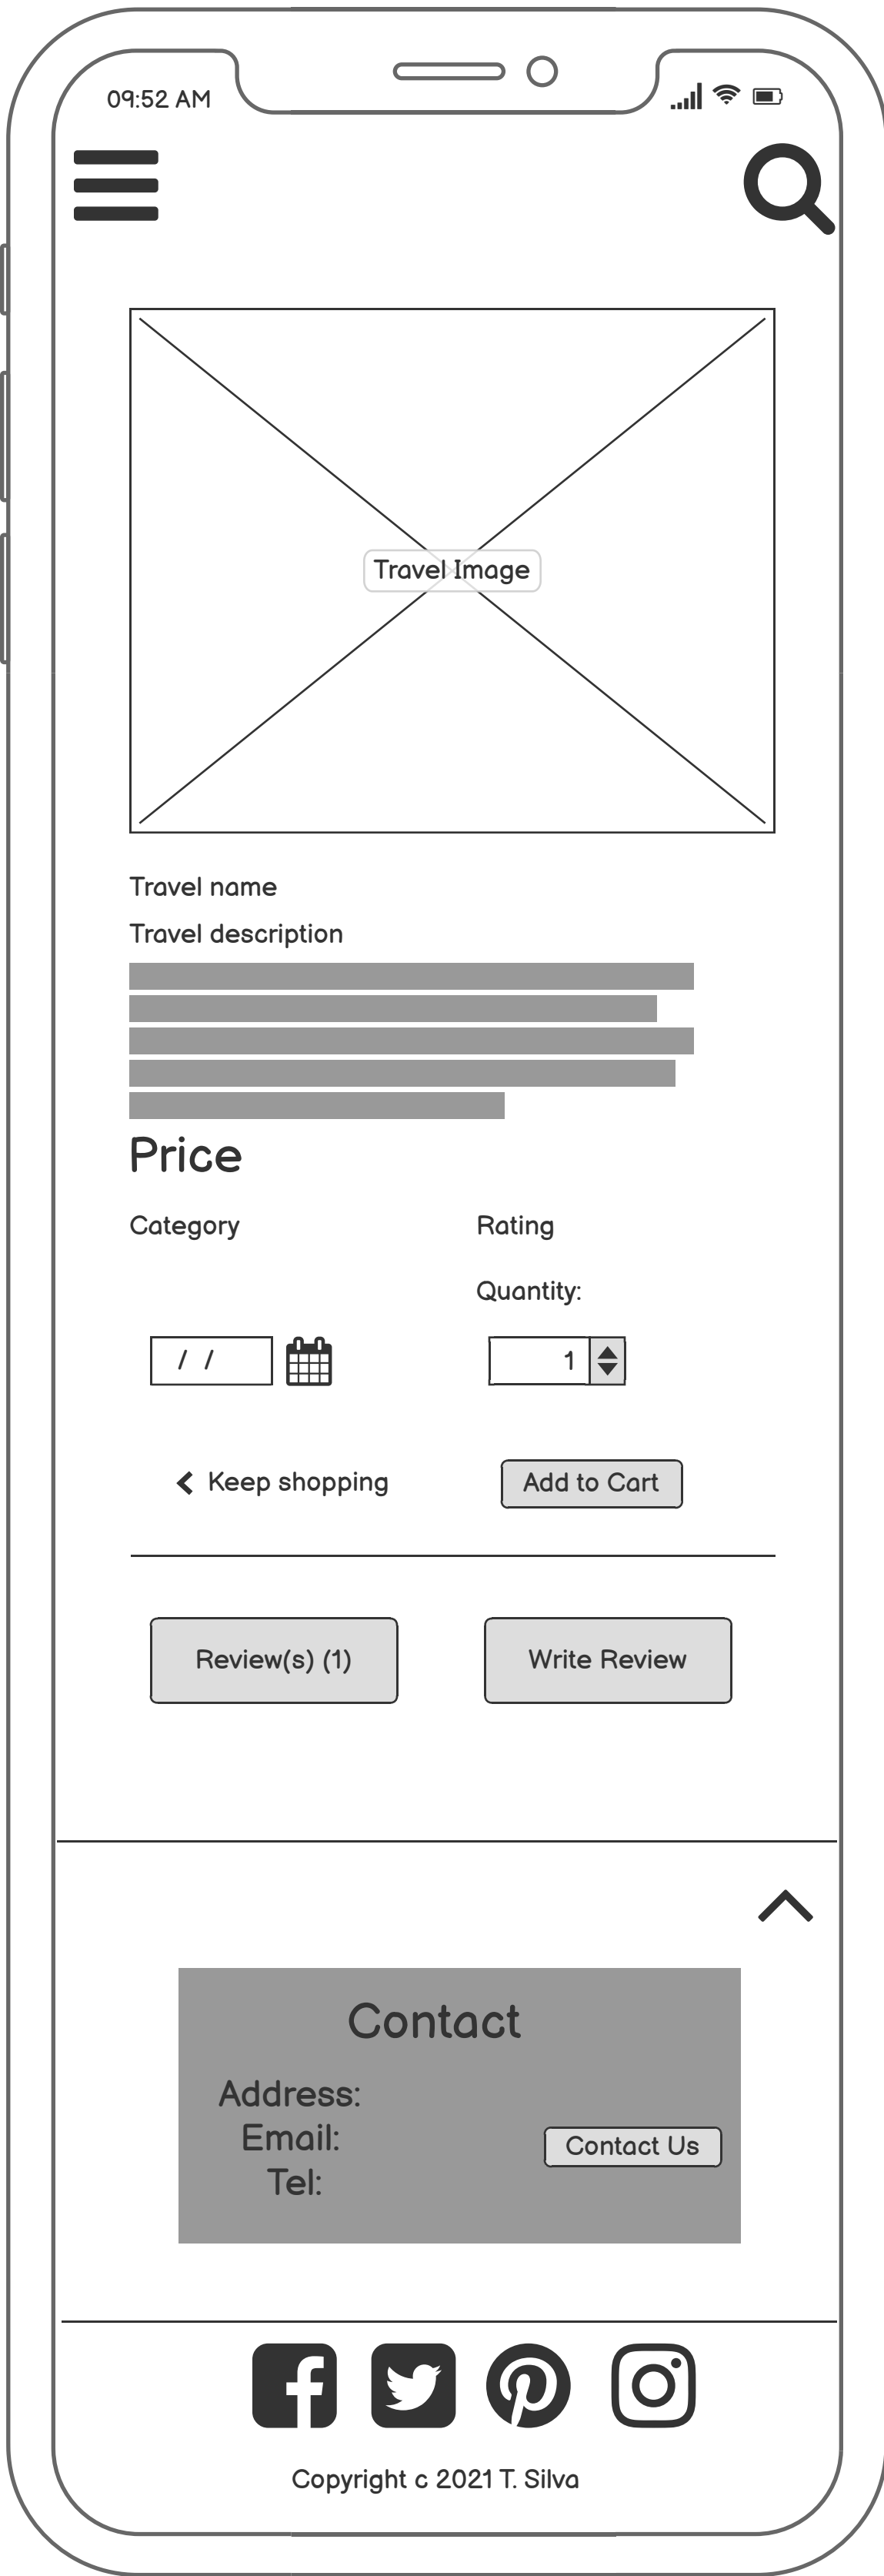 09:52 AM
Travel Image
Travel name
Travel description
Price
Category Rating
Quantity:
/ / 1
Keep shopping Add to Cart
Review(s) (1) Write Review
Contact
Address:
Email:
Contact Us
Tel:
Copyright c 2021 T. Silva